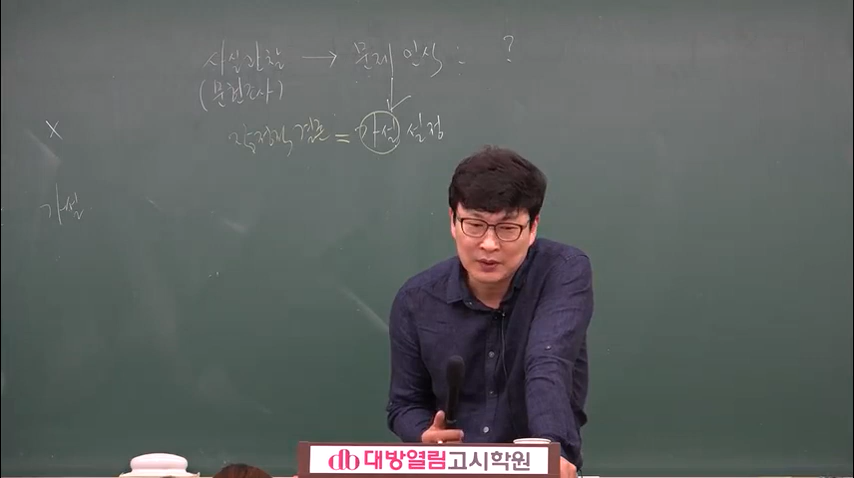 사실관찰 → 문제 인식 : ?
(문헌조사)
잠정적 결론 = 가설 설정
X
가설
db 대방열림고시학원